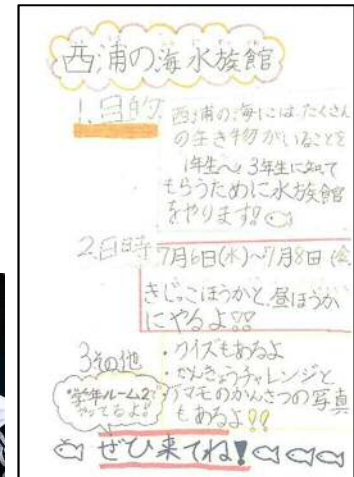 西浦の海水族館
1.目的
西浦の海には、たくさん
の生き物がいることを
1年生〜3年生に知って
もらうために水族館
をやります!!
2.日時
7月6日(水)〜7月8日(金)
きじっこほうかと、昼ほうか
にやるよ!!
3その他
・クイズもあるよ
・かんきょうチャレンジと
アマモのかんさつの写真
もあるよ!!
学年ルーム2で
やってるよ!!
ぜひ来てね!